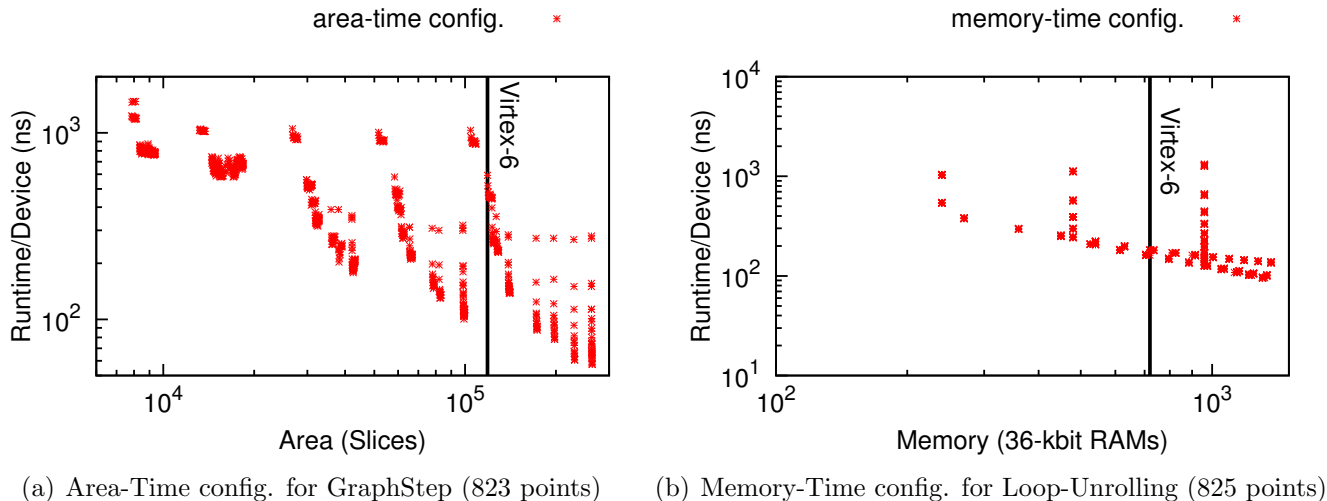 area-time config.
10^3
10^2
10^4
10^5
Runtime/Device (ns)
Area (Slices)
Virtex-6
(a) Area-Time config. for GraphStep (823 points)
memory-time config.
10^4
10^3
10^2
10^1
10^2
10^3
Runtime/Device (ns)
Memory (36-kbit RAMs)
Virtex-6
(b) Memory-Time config. for Loop-Unrolling (825 points)